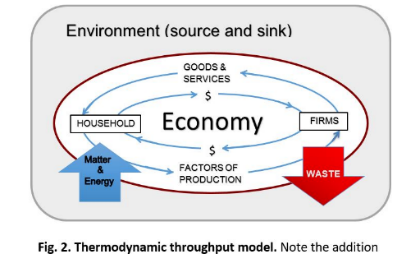 Environment (source and sink)
GOODS &
SERVICES
$
HOUSEHOLD
Economy
FIRMS
$
Matter
&
Energy
FACTORS OF
PRODUCTION
WASTE
Fig. 2. Thermodynamic throughput model. Note the addition